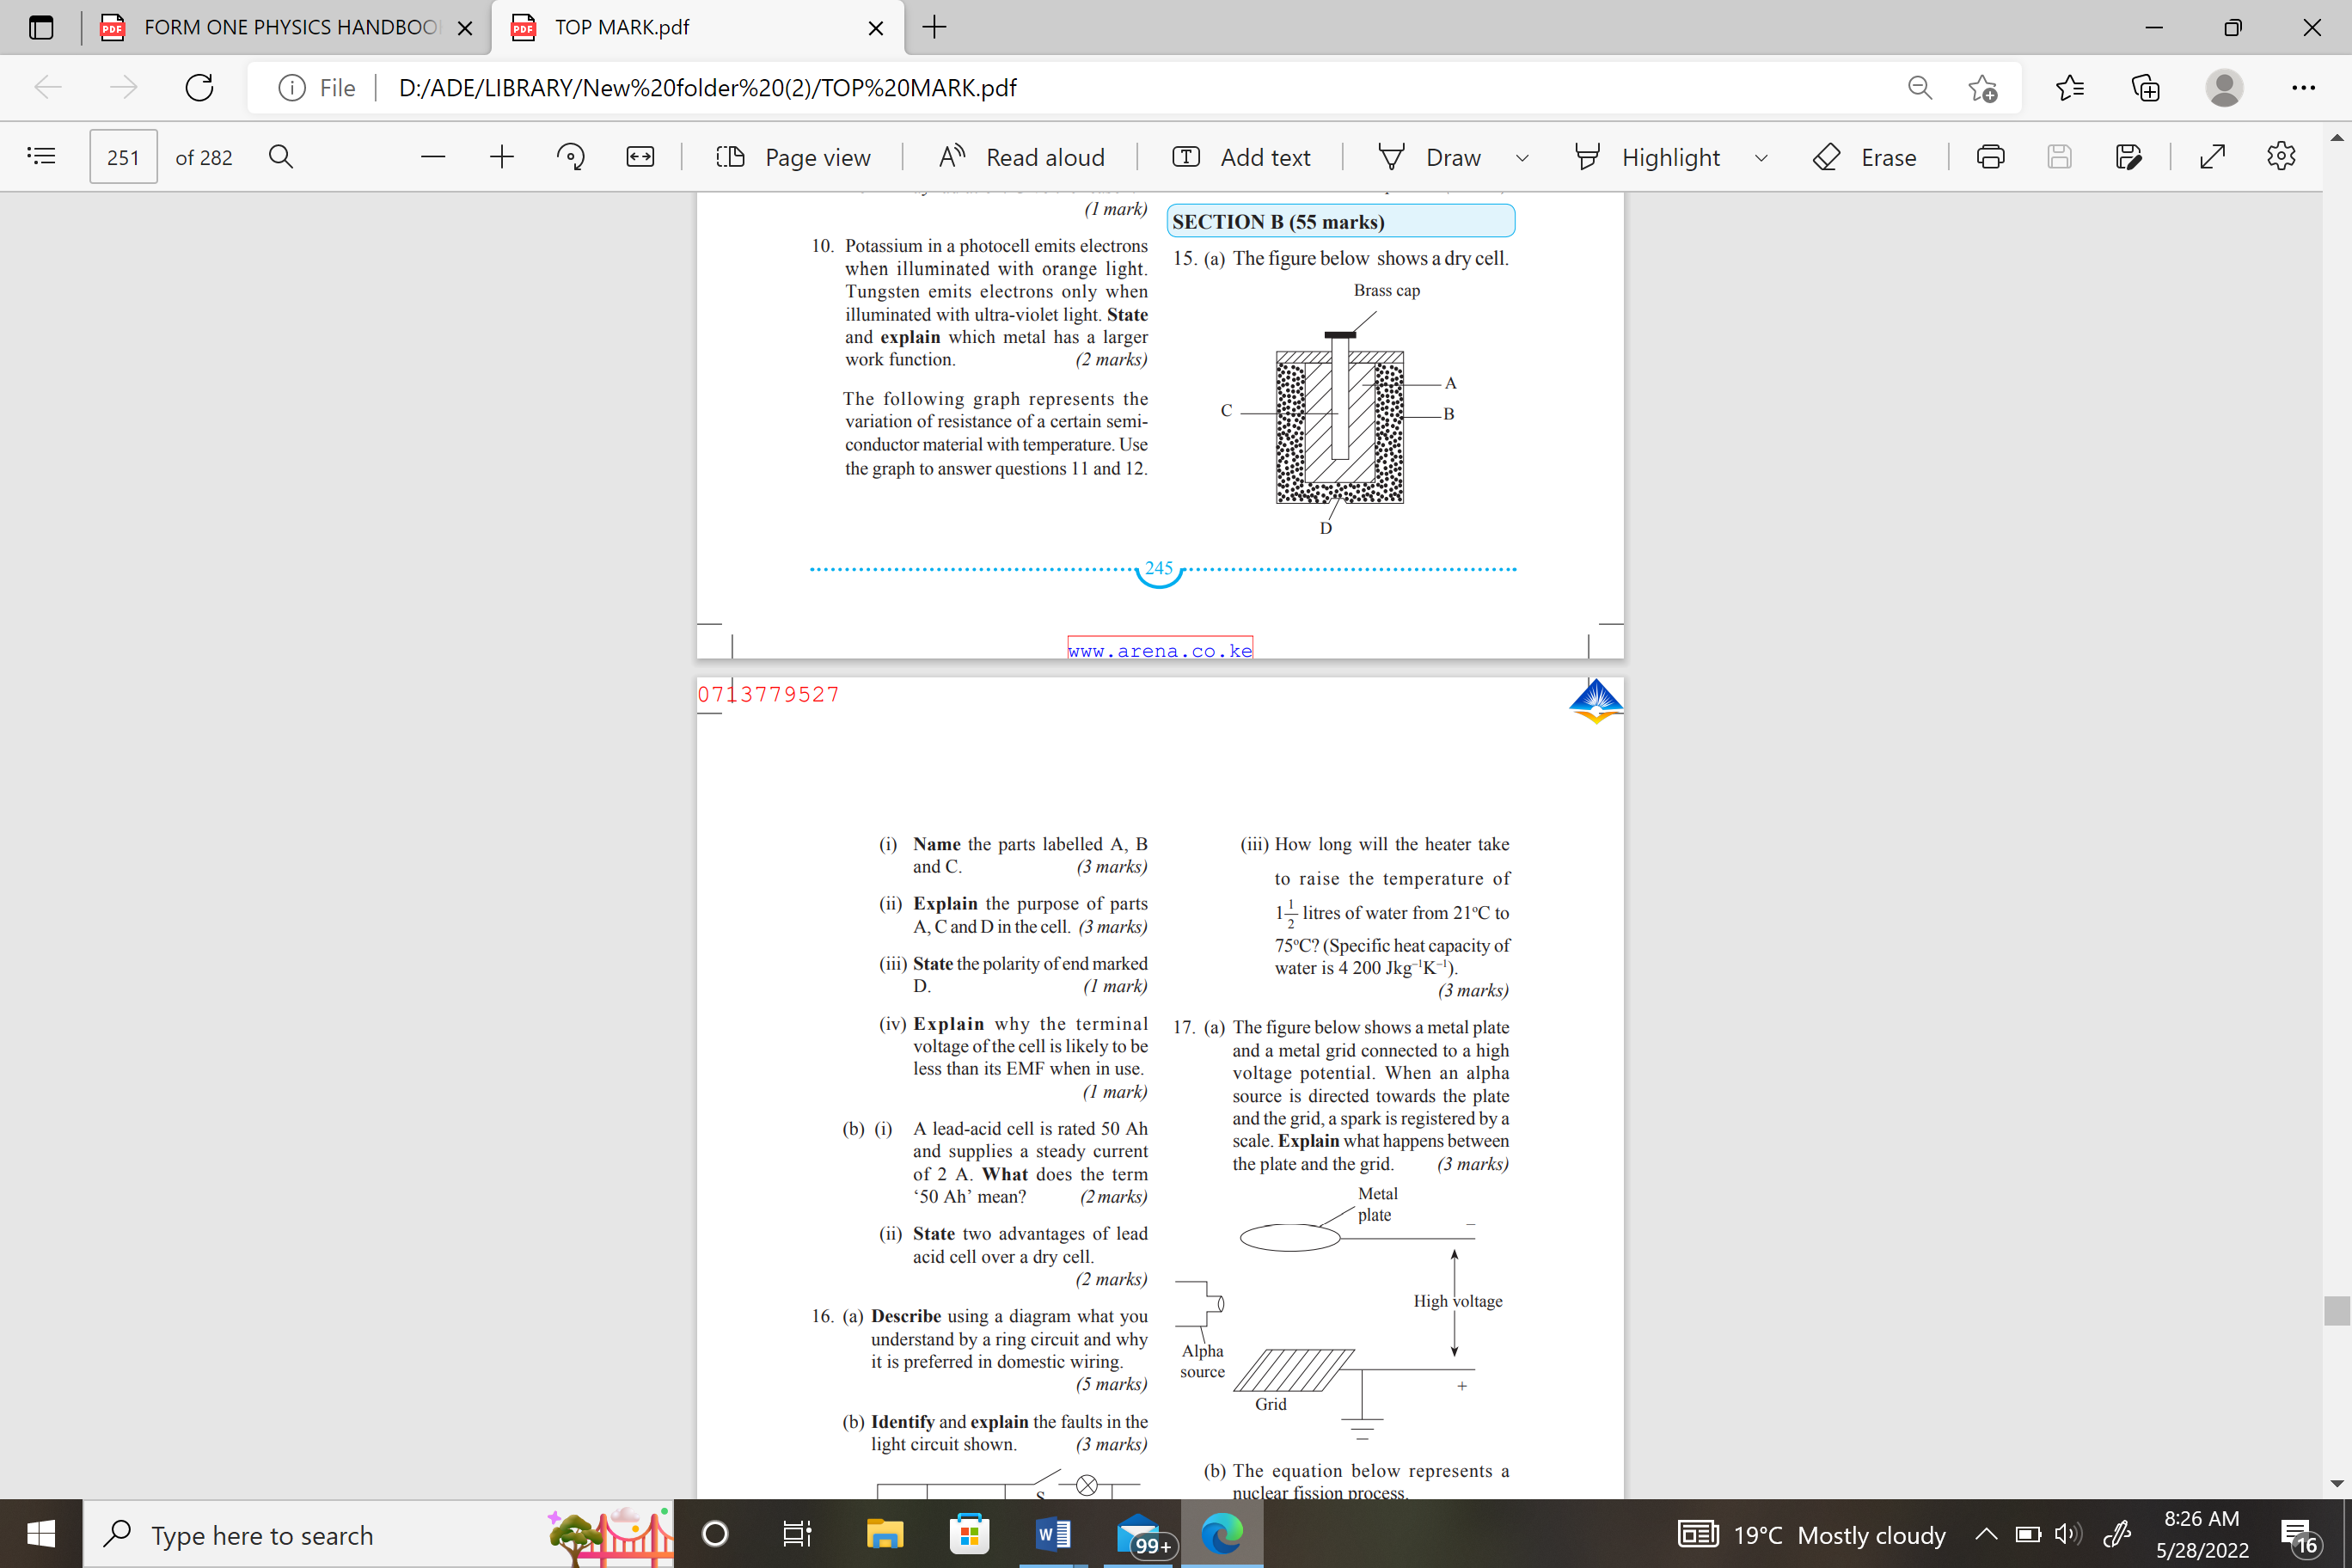 FORM ONE PHYSICS HANDBOO
TOP MARK.pdf
File
D:/ADE/LIBRARY/New%20folder%20(2)/TOP%20MARK.pdf
251 of 282
Page view
Read aloud
Add text
Draw
Highlight
Erase
(1 mark)
10. Potassium in a photocell emits electrons
when illuminated with orange light.
Tungsten emits electrons only when
illuminated with ultra-violet light. State
and explain which metal has a larger
work function. (2 marks)
The following graph represents the
variation of resistance of a certain semi-
conductor material with temperature. Use
the graph to answer questions 11 and 12.
SECTION B (55 marks)
15. (a) The figure below shows a dry cell.
Brass cap
A
C
B
D
245
www.arena.co.ke
0713779527
(i) Name the parts labelled A, B
and C. (3 marks)
(ii) Explain the purpose of parts
A, C and D in the cell. (3 marks)
(iii) State the polarity of end marked
D. (1 mark)
(iv) Explain why the terminal
voltage of the cell is likely to be
less than its EMF when in use.
(1 mark)
(b) (i) A lead-acid cell is rated 50 Ah
and supplies a steady current
of 2 A. What does the term
‘50 Ah’ mean? (2 marks)
(ii) State two advantages of lead
acid cell over a dry cell.
(2 marks)
16. (a) Describe using a diagram what you
understand by a ring circuit and why
it is preferred in domestic wiring.
(5 marks)
(b) Identify and explain the faults in the
light circuit shown. (3 marks)
S
(iii) How long will the heater take
to raise the temperature of
1 1/2 litres of water from 21°C to
75°C? (Specific heat capacity of
water is 4 200 Jkg⁻¹K⁻¹).
(3 marks)
17. (a) The figure below shows a metal plate
and a metal grid connected to a high
voltage potential. When an alpha
source is directed towards the plate
and the grid, a spark is registered by a
scale. Explain what happens between
the plate and the grid. (3 marks)
Metal
plate
–
High voltage
Alpha
source
+
Grid
(b) The equation below represents a
nuclear fission process.
Type here to search
99+
19°C Mostly cloudy
8:26 AM
5/28/2022
16